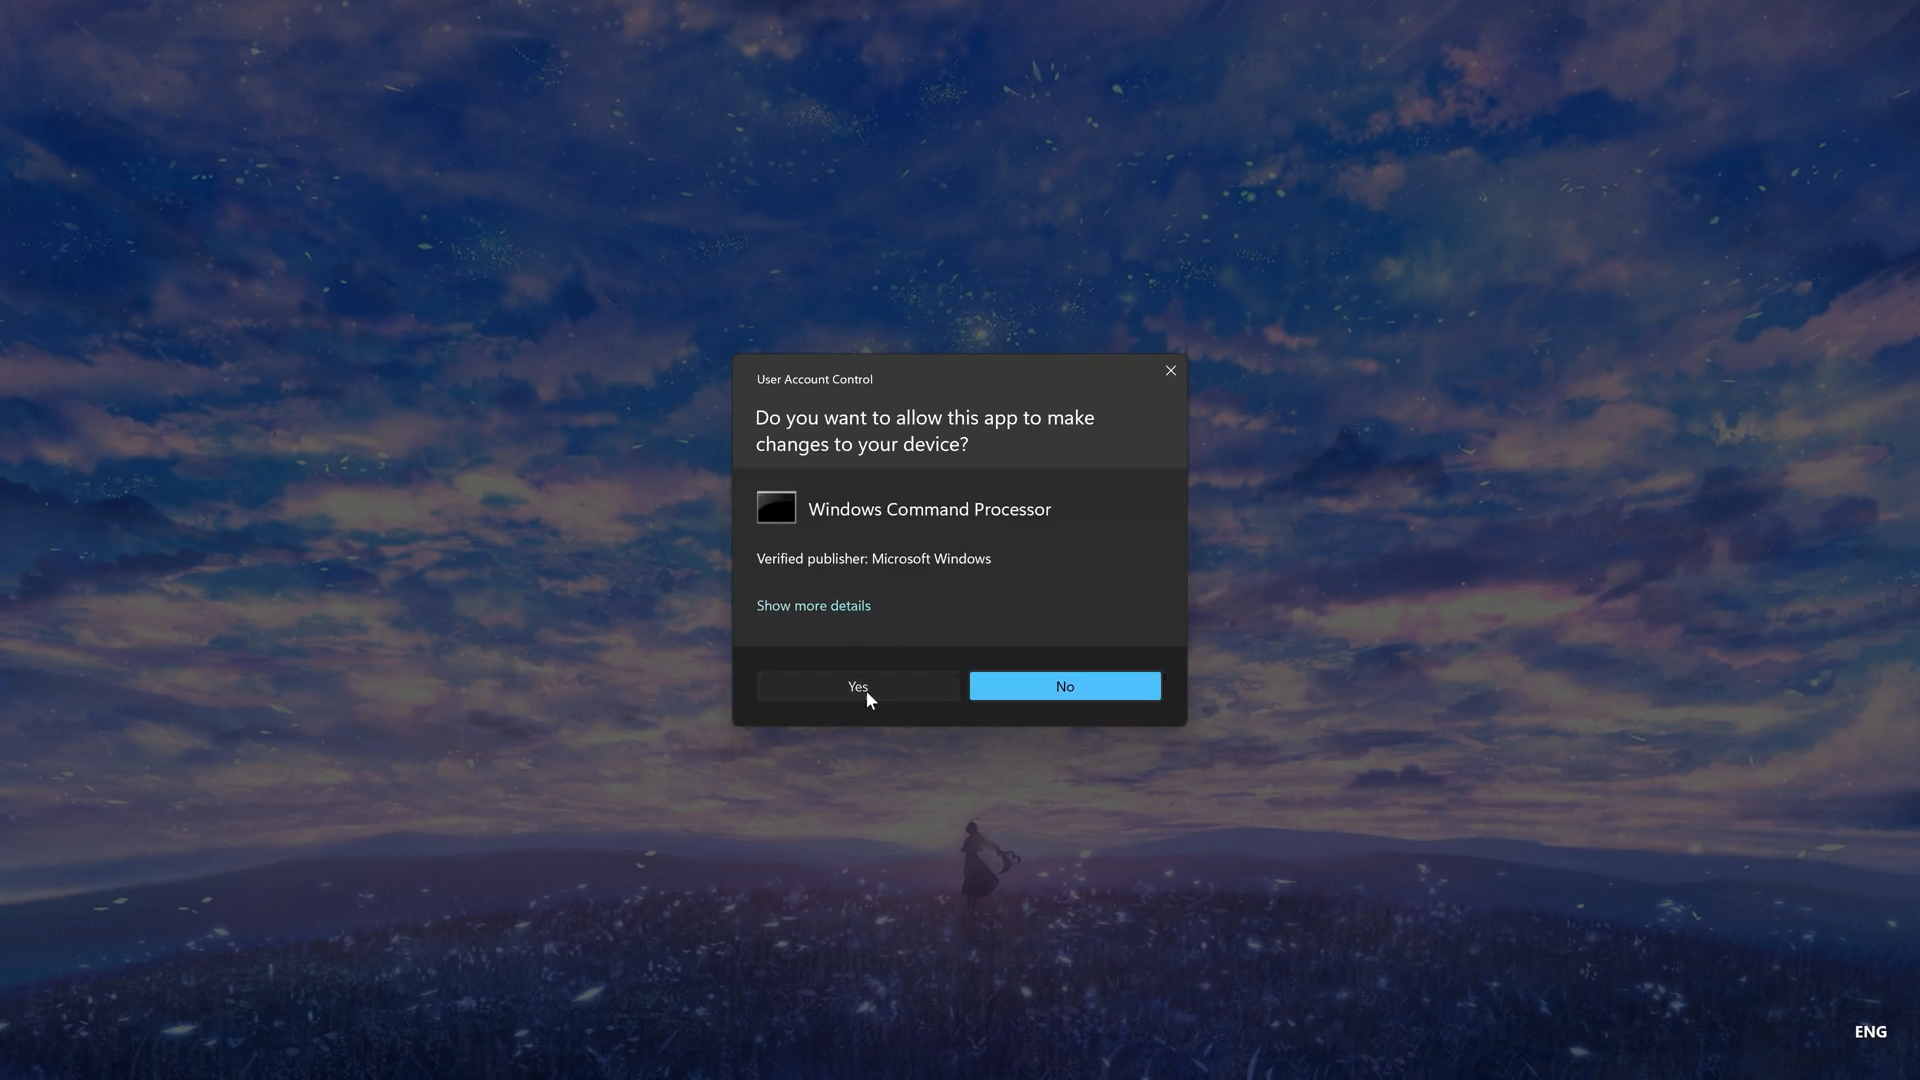 User Account Control
Do you want to allow this app to make
changes to your device?
Windows Command Processor
Verified publisher: Microsoft Windows
Show more details
Yes
No
ENG